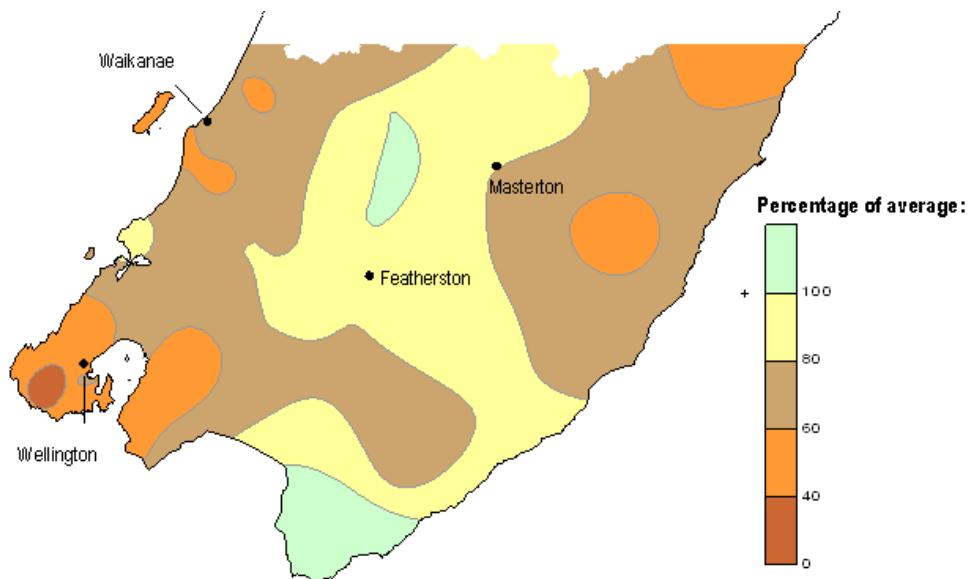 Waikanae
Masterton
Percentage of average:
Featherston
100
80
60
40
0
Wellington